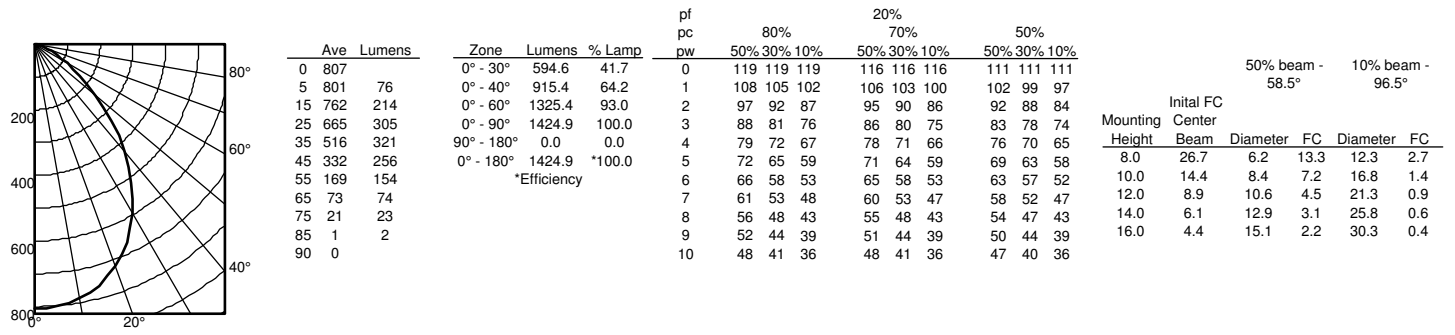 80°
60°
40°
20°
0°
200
400
600
800
Ave Lumens
0 807
5 801 76
15 762 214
25 665 305
35 516 321
45 332 256
55 169 154
65 73 74
75 21 23
85 1 2
90 0
Zone Lumens % Lamp
0° - 30° 594.6 41.7
0° - 40° 915.4 64.2
0° - 60° 1325.4 93.0
0° - 90° 1424.9 100.0
90° - 180° 0.0 0.0
0° - 180° 1424.9 *100.0
*Efficiency
pf 20%
pc 80% 70% 50%
pw 50% 30% 10% 50% 30% 10% 50% 30% 10%
0 119 119 119 116 116 116 111 111 111
1 108 105 102 106 103 100 102 99 97
2 97 92 87 95 90 86 92 88 84
3 88 81 76 86 80 75 83 78 74
4 79 72 67 78 71 66 76 70 65
5 72 65 59 71 64 59 69 63 58
6 66 58 53 65 58 53 63 57 52
7 61 53 48 60 53 47 58 52 47
8 56 48 43 55 48 43 54 47 43
9 52 44 39 51 44 39 50 44 39
10 48 41 36 48 41 36 47 40 36
50% beam - 10% beam -
58.5° 96.5°
Inital FC
Mounting Center
Height Beam Diameter FC Diameter FC
8.0 26.7 6.2 13.3 12.3 2.7
10.0 14.4 8.4 7.2 16.8 1.4
12.0 8.9 10.6 4.5 21.3 0.9
14.0 6.1 12.9 3.1 25.8 0.6
16.0 4.4 15.1 2.2 30.3 0.4